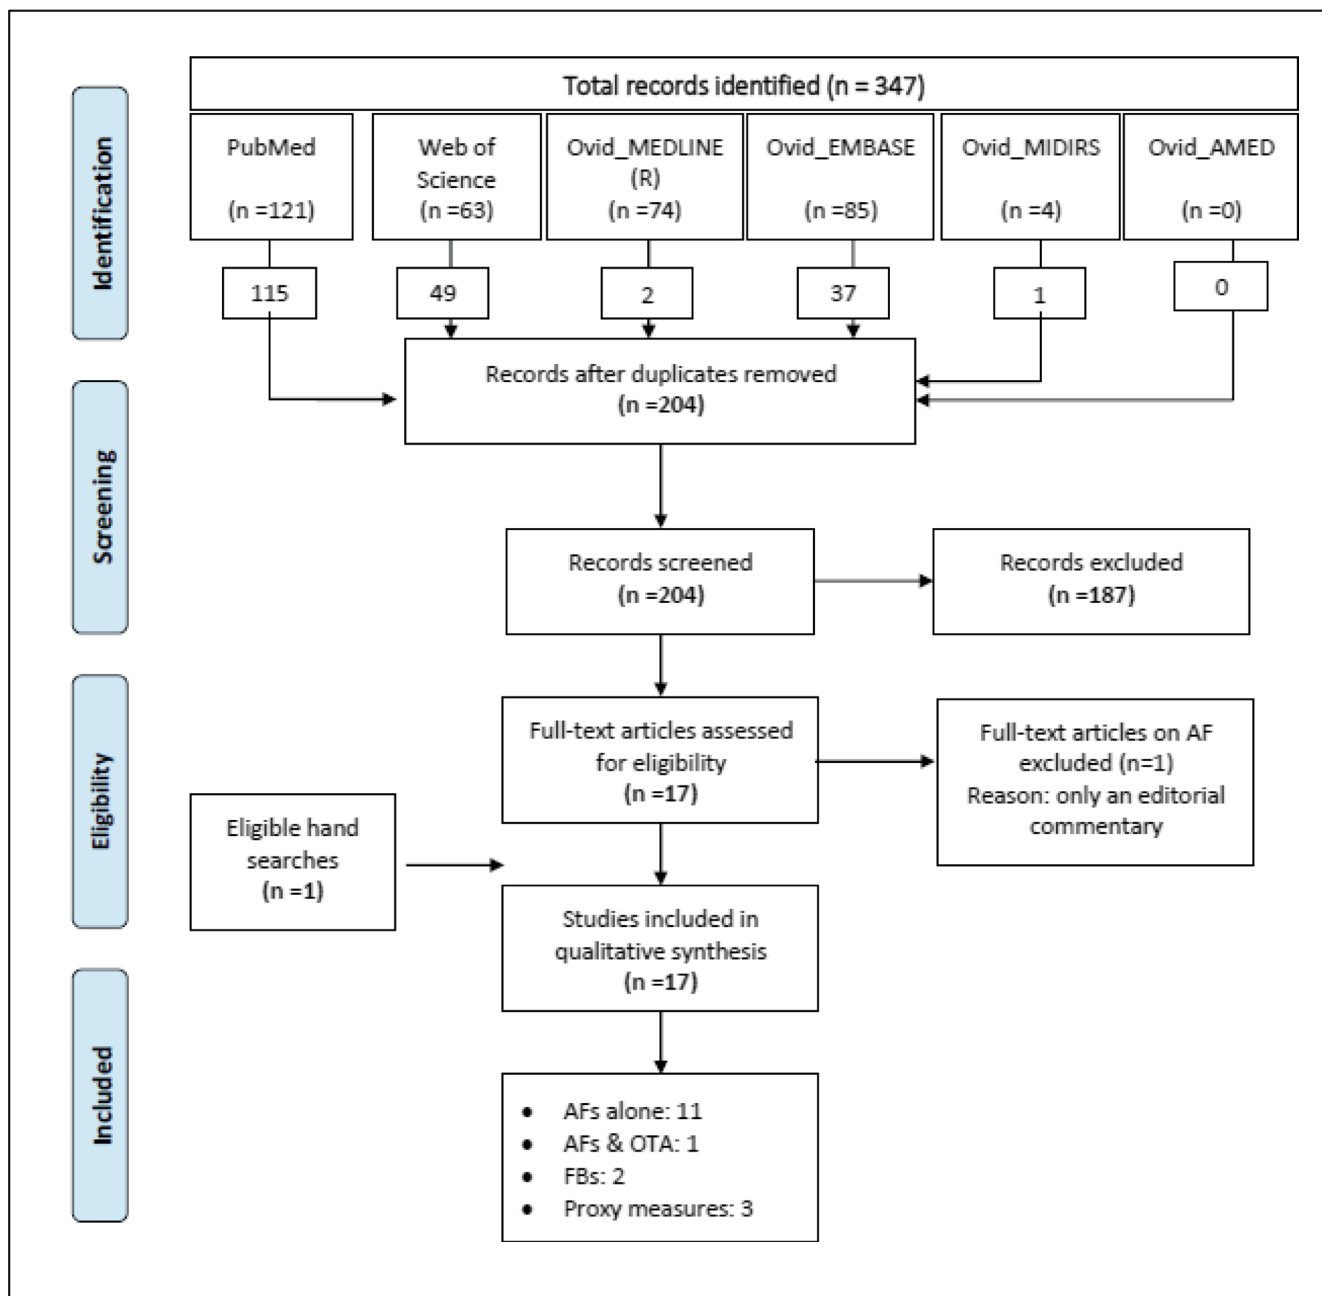 Total records identified (n = 347)
PubMed
(n =121)
Web of
Science
(n =63)
Ovid_MEDLINE
(R)
(n =74)
Ovid_EMBASE
(n =85)
Ovid_MIDIRS
(n =4)
Ovid_AMED
(n =0)
Identification
115
49
2
37
1
0
Records after duplicates removed
(n =204)
Screening
Records screened
(n =204)
Records excluded
(n =187)
Eligibility
Full-text articles assessed
for eligibility
(n =17)
Full-text articles on AF
excluded (n=1)
Reason: only an editorial
commentary
Eligible hand
searches
(n =1)
Studies included in
qualitative synthesis
(n =17)
Included
• AFs alone: 11
• AFs & OTA: 1
• FBs: 2
• Proxy measures: 3